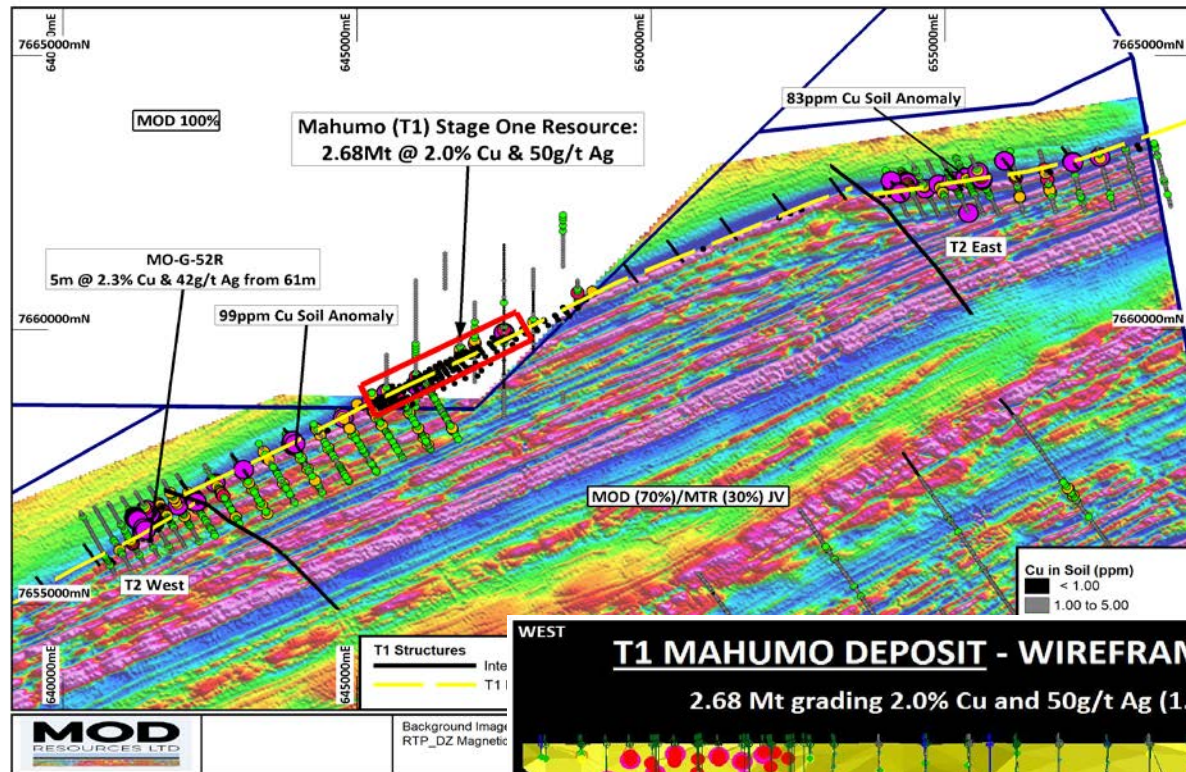 640000mE
645000mE
650000mE
655000mE
7665000mN
7665000mN
MOD 100%
83ppm Cu Soil Anomaly
Mahumo (T1) Stage One Resource:
2.68Mt @ 2.0% Cu & 50g/t Ag
T2 East
MO-G-52R
5m @ 2.3% Cu & 42g/t Ag from 61m
99ppm Cu Soil Anomaly
7660000mN
7660000mN
MOD (70%)/MTR (30%) JV
T2 West
7655000mN
Cu in Soil (ppm)
< 1.00
1.00 to 5.00
640000mE
645000mE
T1 Structures
Inte
T1
WEST
T1 MAHUMO DEPOSIT - WIREFRAM
2.68 Mt grading 2.0% Cu and 50g/t Ag (1.
MOD
RESOURCES LTD
Background Image
RTP_DZ Magnetic